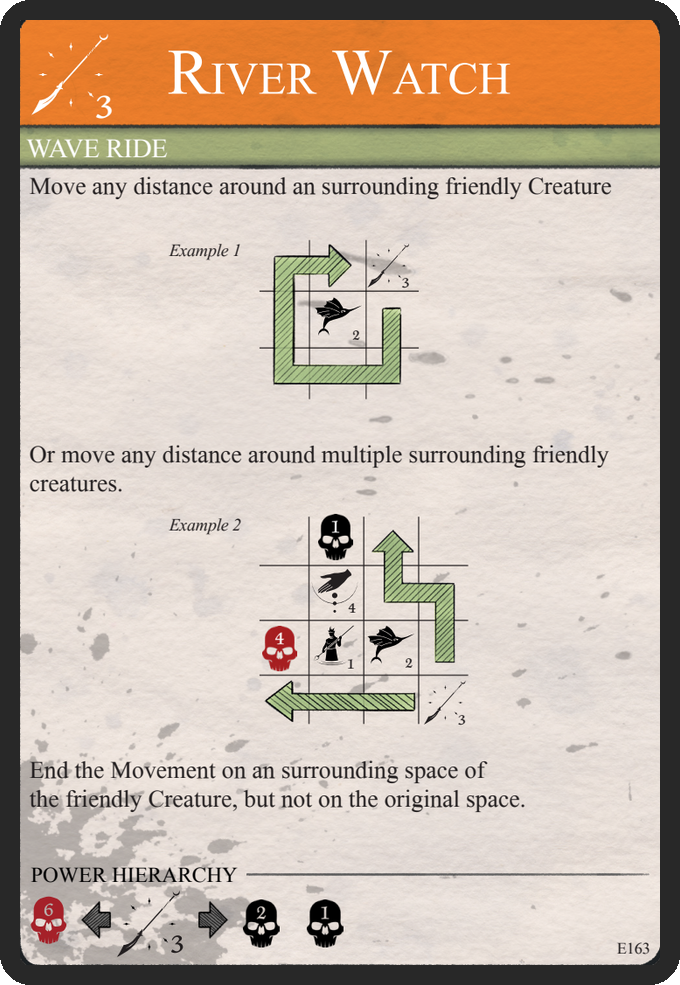 3
RIVER WATCH
WAVE RIDE
Move any distance around an surrounding friendly Creature
Example 1
3
2
Or move any distance around multiple surrounding friendly
creatures.
Example 2
1
4
4
1
2
3
End the Movement on an surrounding space of
the friendly Creature, but not on the original space.
POWER HIERARCHY
6
3
2
1
E163